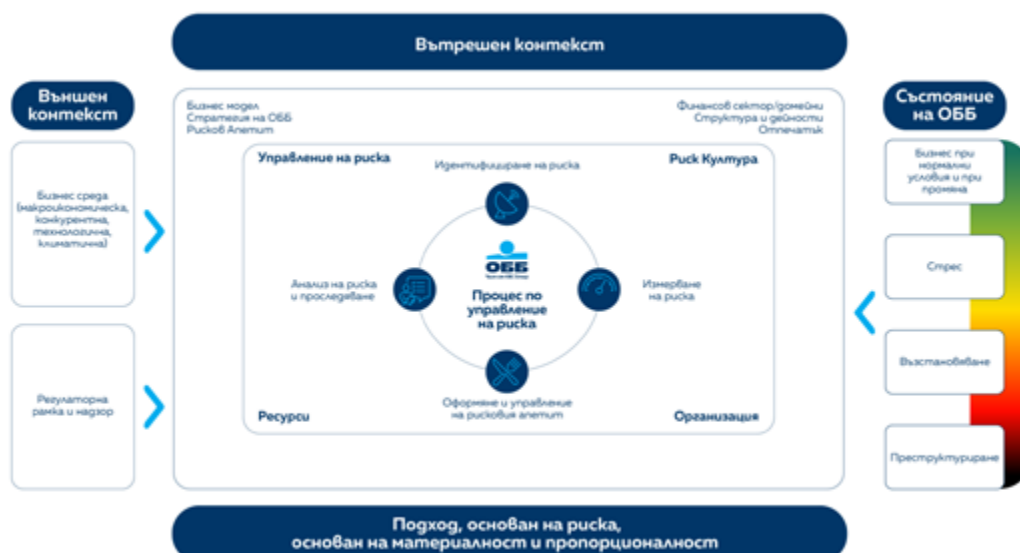 Вътрешен контекст
Външен
контекст
Бизнес среда
(макроикономическа,
конкурентна,
технологична,
климатична)
Регулаторна
рамка и надзор
Бизнес модел
Стратегия на ОББ
Рисков Апетит
Финансов сектор/домейни
Структура и дейности
Отпечатък
Управление на риска
Риск Култура
Идентифициране на риска
Анализ на риска
и проследяване
ОББ
Процес по
управление
на риска
Измерване
на риска
Оформяне и управление
на рисковия апетит
Ресурси
Организация
Състояние
на ОББ
Бизнес при
нормални
условия и при
промяна
Стрес
Възстановяване
Преструктуриране
Подход, основан на риска,
основан на материалност и пропорционалност